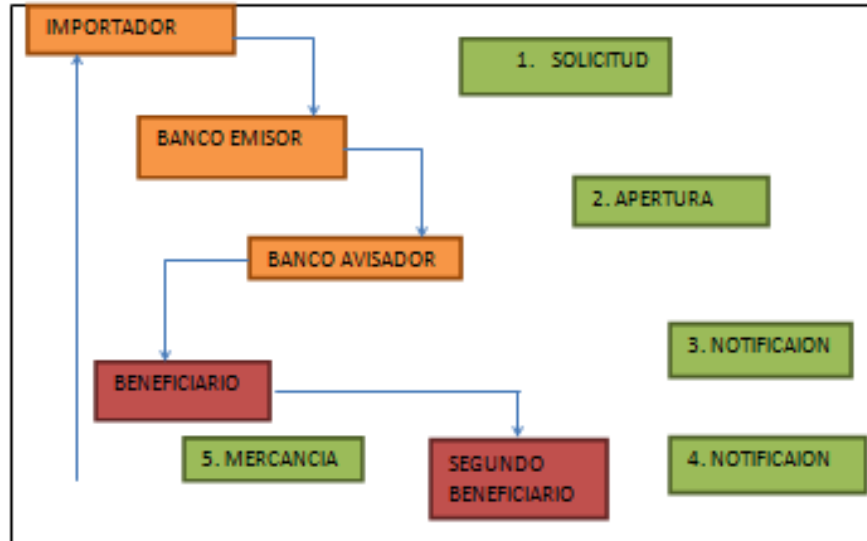 IMPORTADOR
1. SOLICITUD
BANCO EMISOR
2. APERTURA
BANCO AVISADOR
3. NOTIFICAION
BENEFICIARIO
5. MERCANCIA
SEGUNDO
BENEFICIARIO
4. NOTIFICAION